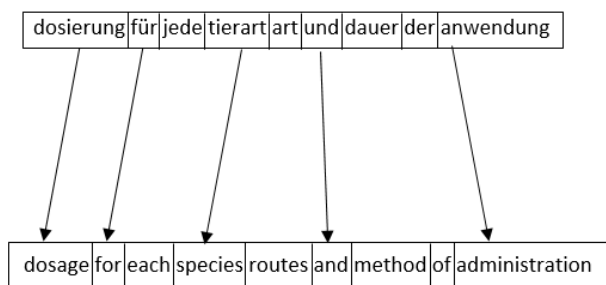 dosierung für jede tierart art und dauer der anwendung
dosage for each species routes and method of administration